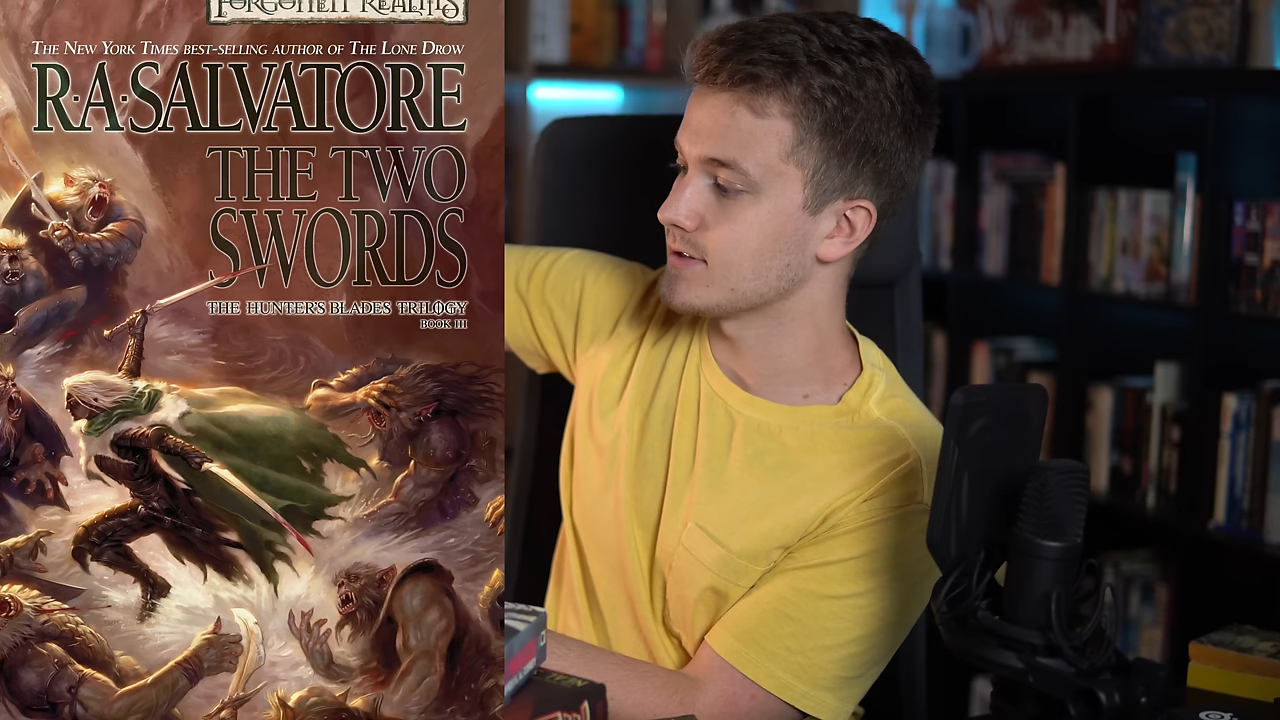 FORGOTTEN REALMS
THE NEW YORK TIMES BEST-SELLING AUTHOR OF THE LONE DROW
R·A·SALVATORE
THE TWO
SWORDS
THE HUNTER'S BLADES TRILOGY
BOOK III